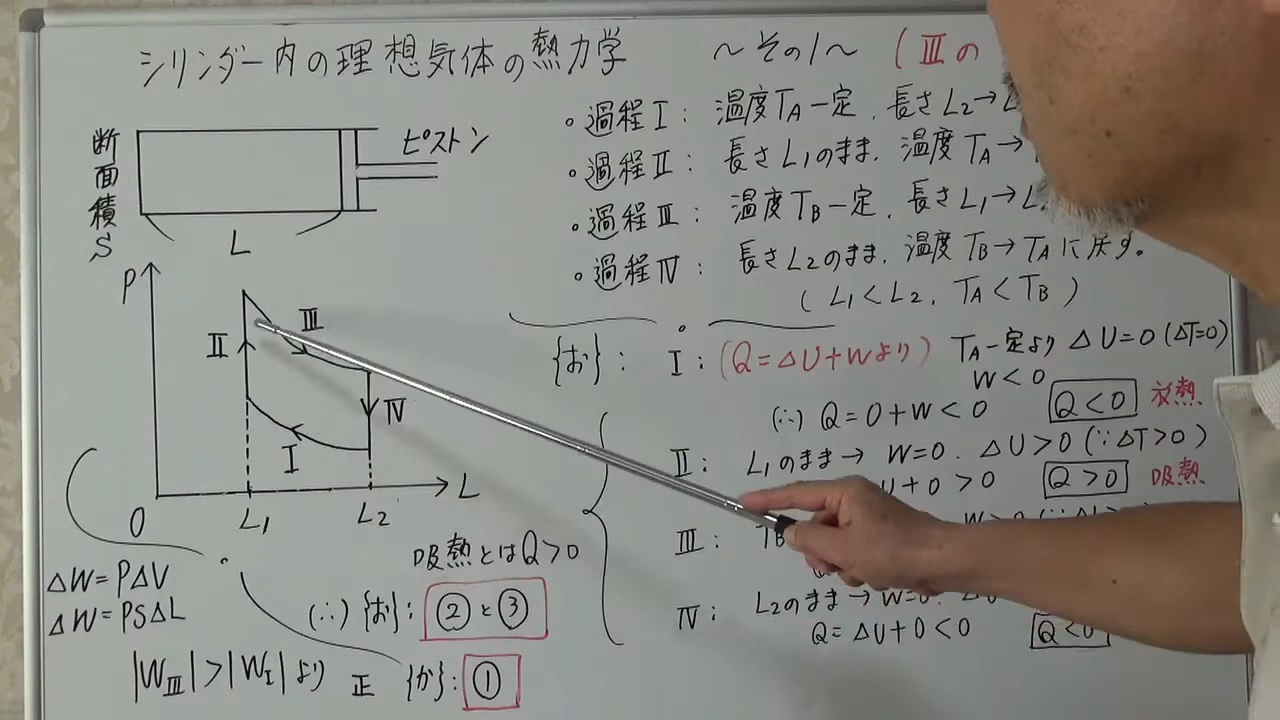 シリンダー内の理想気体の熱力学 ～その1～ (Ⅲの
断面積S
ピストン
L
。過程Ⅰ: 温度TA一定、長さL2→L
。過程Ⅱ: 長さL1のまま、温度TA→
。過程Ⅲ: 温度TB一定、長さL1→L
。過程Ⅳ: 長さL2のまま、温度TB→TAに戻す。
(L1<L2、TA<TB)
P
Ⅱ
Ⅲ
Ⅳ
Ⅰ
0
L1
L2
L
ΔW=PΔV
ΔW=PSΔL
|WⅢ|>|WⅠ|より 正 {か}: ①
吸熱とはQ>0
(∴){お}: ②と③
{お}: Ⅰ: (Q=ΔU+Wより) TA一定よりΔU=0(ΔT=0)
W<0
(∴) Q=0+W<0 Q<0 放熱
Ⅱ: L1のまま→ W=0、ΔU>0(∵ΔT>0)
U+0>0 Q>0 吸熱
Ⅲ: TB
Ⅳ: L2のまま→W=0、
Q=ΔU+0<0 Q<0